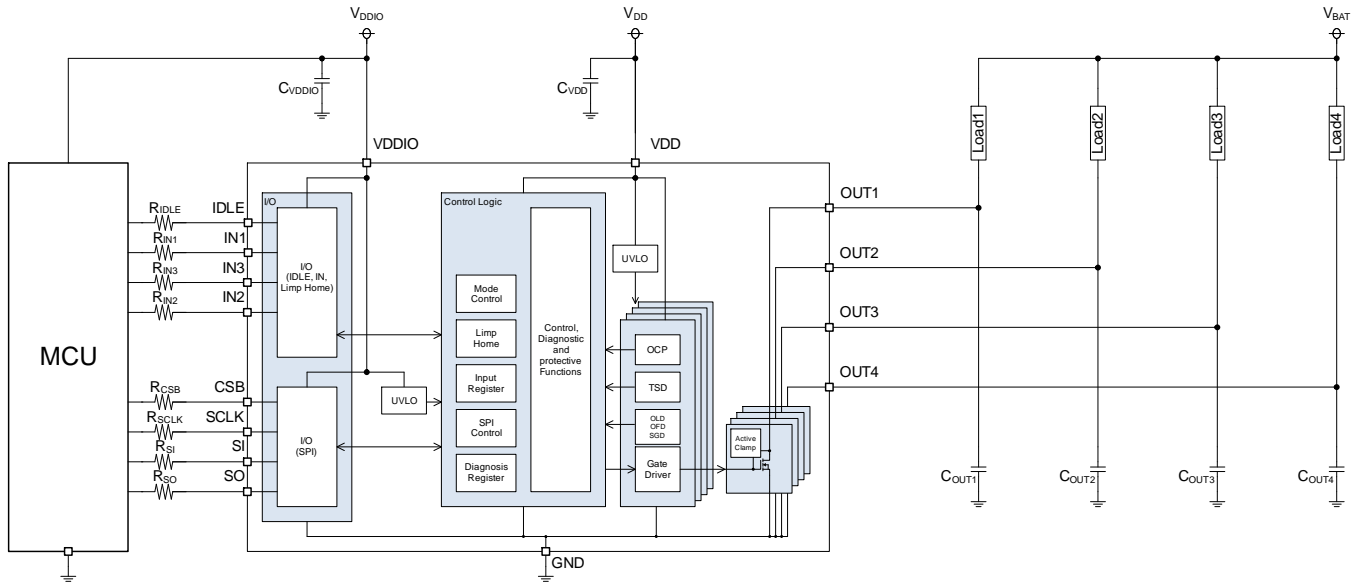 VDDIO
VDD
VBAT
CVDDIO
CVDD
VDDIO
VDD
Load1
Load2
Load3
Load4
MCU
RIDLE
IDLE
RIN1
IN1
RIN3
IN3
RIN2
IN2
RCSB
CSB
RSCLK
SCLK
RSI
SI
RSO
SO
I/O
I/O
(IDLE, IN,
Limp Home)
I/O
(SPI)
UVLO
Control Logic
Mode
Control
Limp
Home
Input
Register
SPI
Control
Diagnosis
Register
Control,
Diagnostic
and
protective
Functions
UVLO
OCP
TSD
OLD
OFD
SGD
Gate
Driver
Active
Clamp
OUT1
OUT2
OUT3
OUT4
COUT1
COUT2
COUT3
COUT4
GND